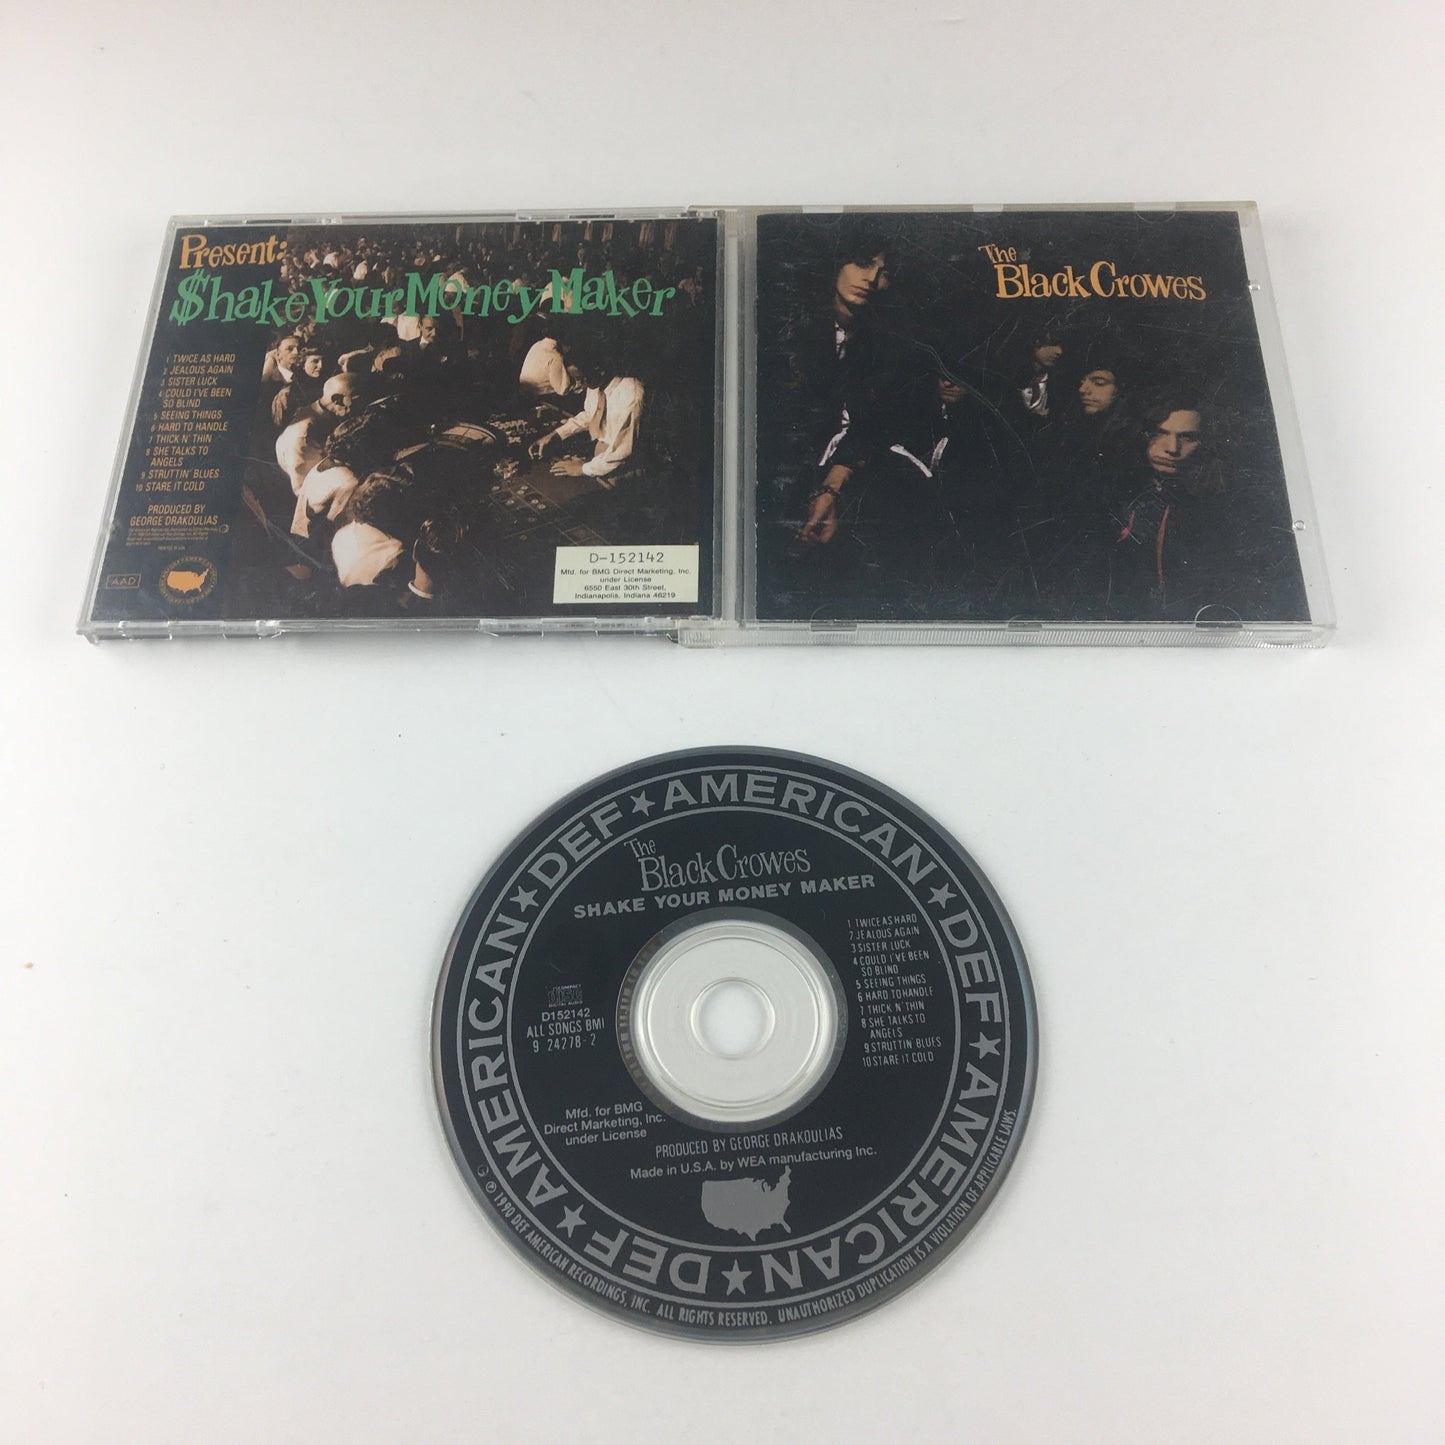 Present:
$hake Your Money Maker
1 TWICE AS HARD
2 JEALOUS AGAIN
3 SISTER LUCK
4 COULD I'VE BEEN
SO BLIND
5 SEEING THINGS
6 HARD TO HANDLE
7 THICK N' THIN
8 SHE TALKS TO
ANGELS
9 STRUTTIN' BLUES
10 STARE IT COLD
PRODUCED BY
GEORGE DRAKOULIAS
PRINTED IN USA
AAD
D-152142
Mfd. for BMG Direct Marketing, Inc.
under License
6550 East 30th Street,
Indianapolis, Indiana 46219
The
Black Crowes
AMERICAN ★ DEF ★ AMERICAN ★ DEF ★ AMERICAN ★ DEF ★
The
Black Crowes
SHAKE YOUR MONEY MAKER
1 TWICE AS HARD
2 JEALOUS AGAIN
3 SISTER LUCK
4 COULD I'VE BEEN
SO BLIND
5 SEEING THINGS
6 HARD TO HANDLE
7 THICK N' THIN
8 SHE TALKS TO
ANGELS
9 STRUTTIN' BLUES
10 STARE IT COLD
COMPACT
disc
DIGITAL AUDIO
D152142
ALL SONGS BMI
9 24278-2
Mfd. for BMG
Direct Marketing, Inc.
under License
PRODUCED BY GEORGE DRAKOULIAS
Made in U.S.A. by WEA manufacturing Inc.
℗ 1990 DEF AMERICAN RECORDINGS, INC. ALL RIGHTS RESERVED. UNAUTHORIZED DUPLICATION IS A VIOLATION OF APPLICABLE LAWS.